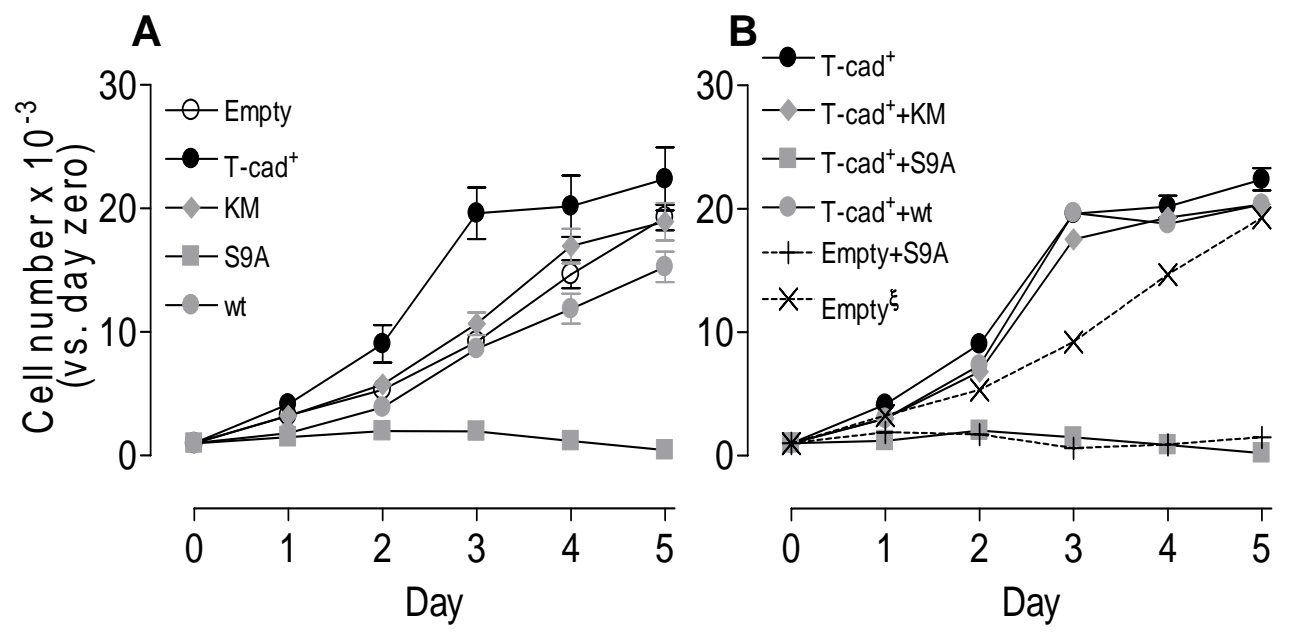 A
Cell number x 10⁻³
(vs. day zero)
30
20
10
0
Empty
T-cad⁺
KM
S9A
wt
0 1 2 3 4 5
Day
B
30
20
10
0
T-cad⁺
T-cad⁺+KM
T-cad⁺+S9A
T-cad⁺+wt
Empty+S9A
Empty^ξ
0 1 2 3 4 5
Day